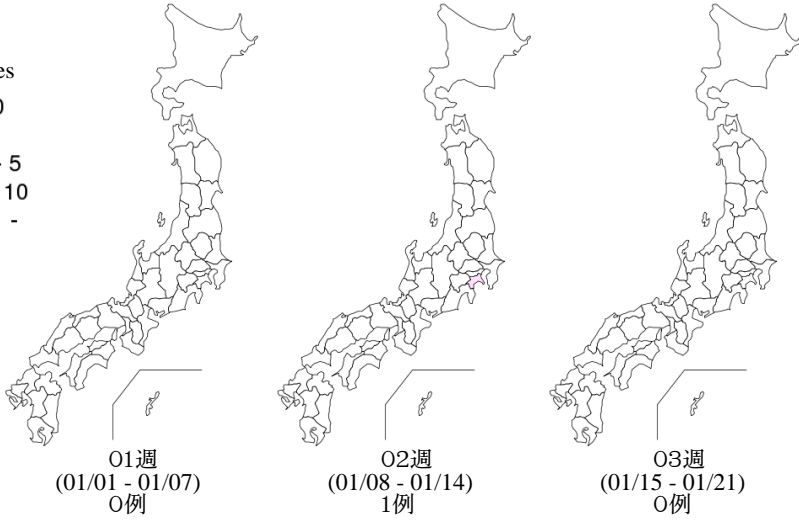 es
0
- 5
10
-
01週
(01/01 - 01/07)
0例
02週
(01/08 - 01/14)
1例
03週
(01/15 - 01/21)
0例